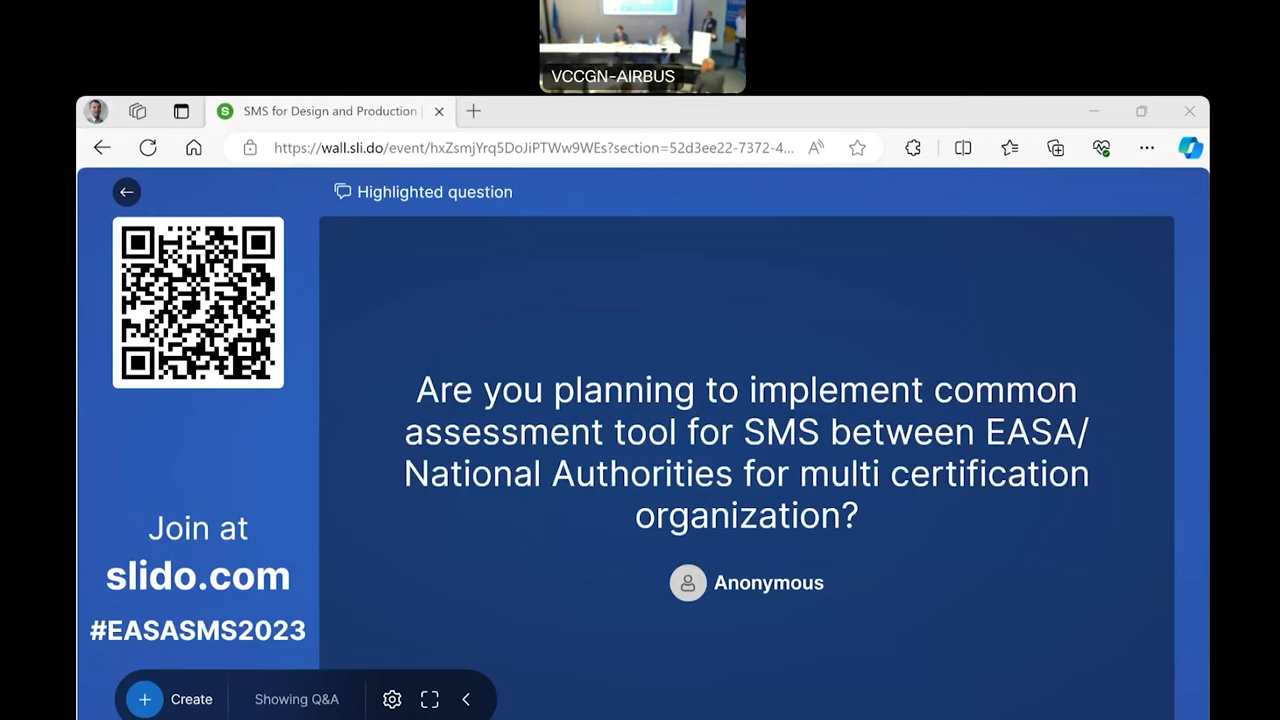 VCCGN-AIRBUS
SMS for Design and Production
https://wall.sli.do/event/hxZsmjYrq5DoJiPTWw9WEs?section=52d3ee22-7372-4...
Highlighted question
Are you planning to implement common
assessment tool for SMS between EASA/
National Authorities for multi certification
organization?
Anonymous
Join at
slido.com
#EASASMS2023
Create
Showing Q&A